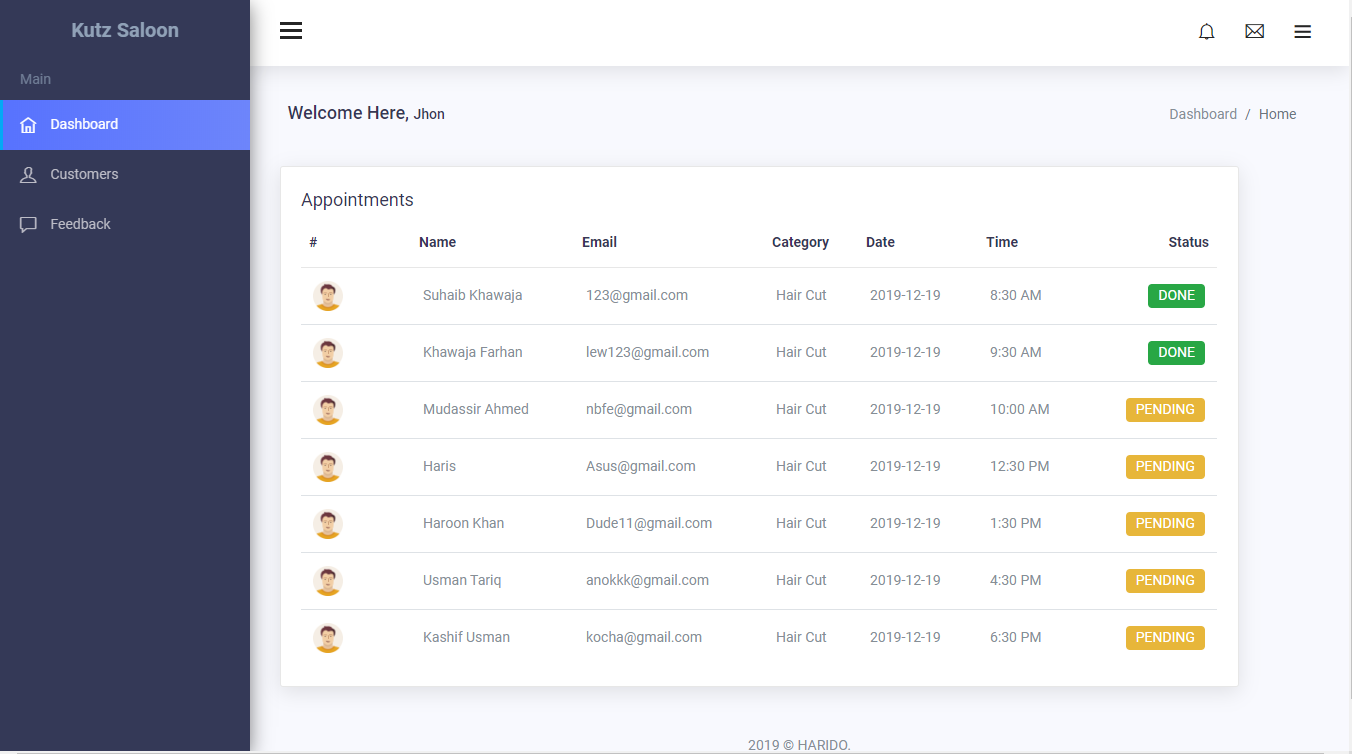 Kutz Saloon
Main
Dashboard
Customers
Feedback
Welcome Here, Jhon
Dashboard / Home
Appointments
# Name Email Category Date Time Status
Suhaib Khawaja 123@gmail.com Hair Cut 2019-12-19 8:30 AM DONE
Khawaja Farhan lew123@gmail.com Hair Cut 2019-12-19 9:30 AM DONE
Mudassir Ahmed nbfe@gmail.com Hair Cut 2019-12-19 10:00 AM PENDING
Haris Asus@gmail.com Hair Cut 2019-12-19 12:30 PM PENDING
Haroon Khan Dude11@gmail.com Hair Cut 2019-12-19 1:30 PM PENDING
Usman Tariq anokkk@gmail.com Hair Cut 2019-12-19 4:30 PM PENDING
Kashif Usman kocha@gmail.com Hair Cut 2019-12-19 6:30 PM PENDING
2019 © HARIDO.